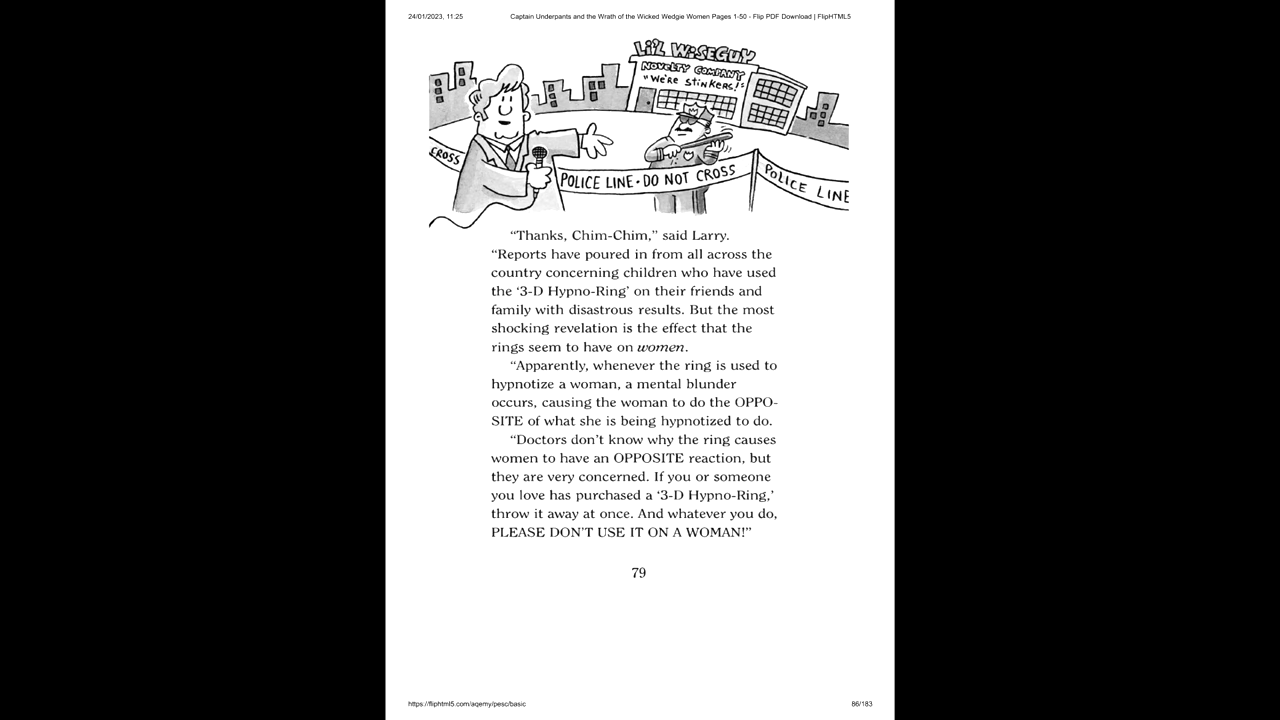 24/01/2023, 11:25
Captain Underpants and the Wrath of the Wicked Wedgie Women Pages 1-50 - Flip PDF Download | FlipHTML5
Li'L WiSEGUY
NOVELTY COMPANY
"WE'RE STiNKERS!"
CROSS
POLICE LINE • DO NOT CROSS
POLICE LINE
“Thanks, Chim-Chim,” said Larry.
“Reports have poured in from all across the
country concerning children who have used
the ‘3-D Hypno-Ring’ on their friends and
family with disastrous results. But the most
shocking revelation is the effect that the
rings seem to have on women.
“Apparently, whenever the ring is used to
hypnotize a woman, a mental blunder
occurs, causing the woman to do the OPPO-
SITE of what she is being hypnotized to do.
“Doctors don’t know why the ring causes
women to have an OPPOSITE reaction, but
they are very concerned. If you or someone
you love has purchased a ‘3-D Hypno-Ring,’
throw it away at once. And whatever you do,
PLEASE DON’T USE IT ON A WOMAN!”
79
https://fliphtml5.com/aqemy/pesc/basic
86/183